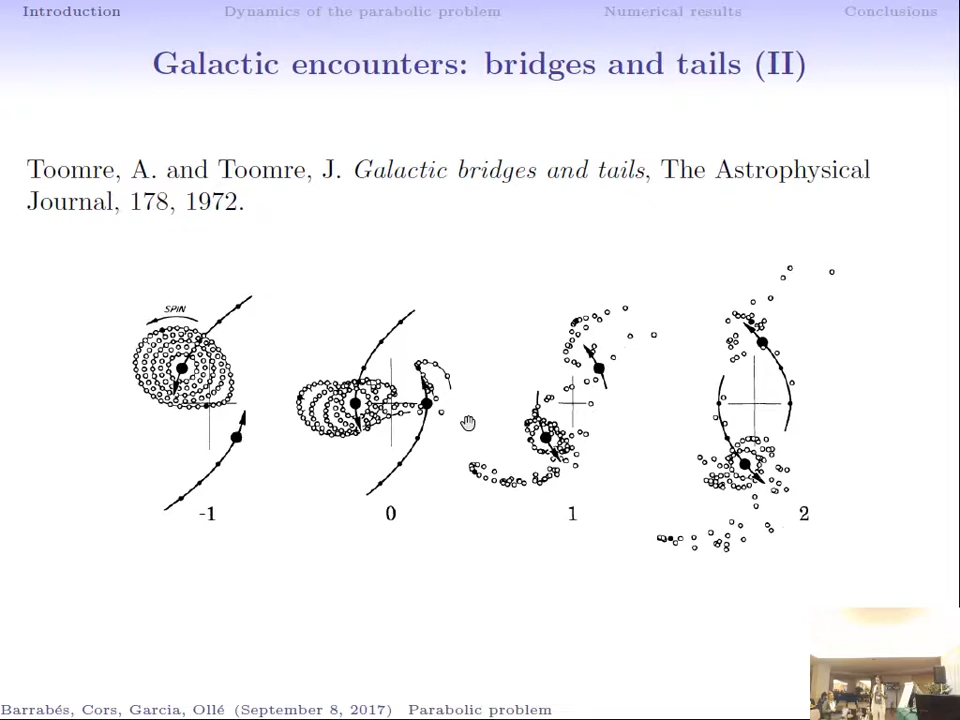 Introduction Dynamics of the parabolic problem Numerical results Conclusions
Galactic encounters: bridges and tails (II)
Toomre, A. and Toomre, J. Galactic bridges and tails, The Astrophysical
Journal, 178, 1972.
SPIN
-1 0 1 2
Barrabés, Cors, Garcia, Ollé (September 8, 2017) Parabolic problem